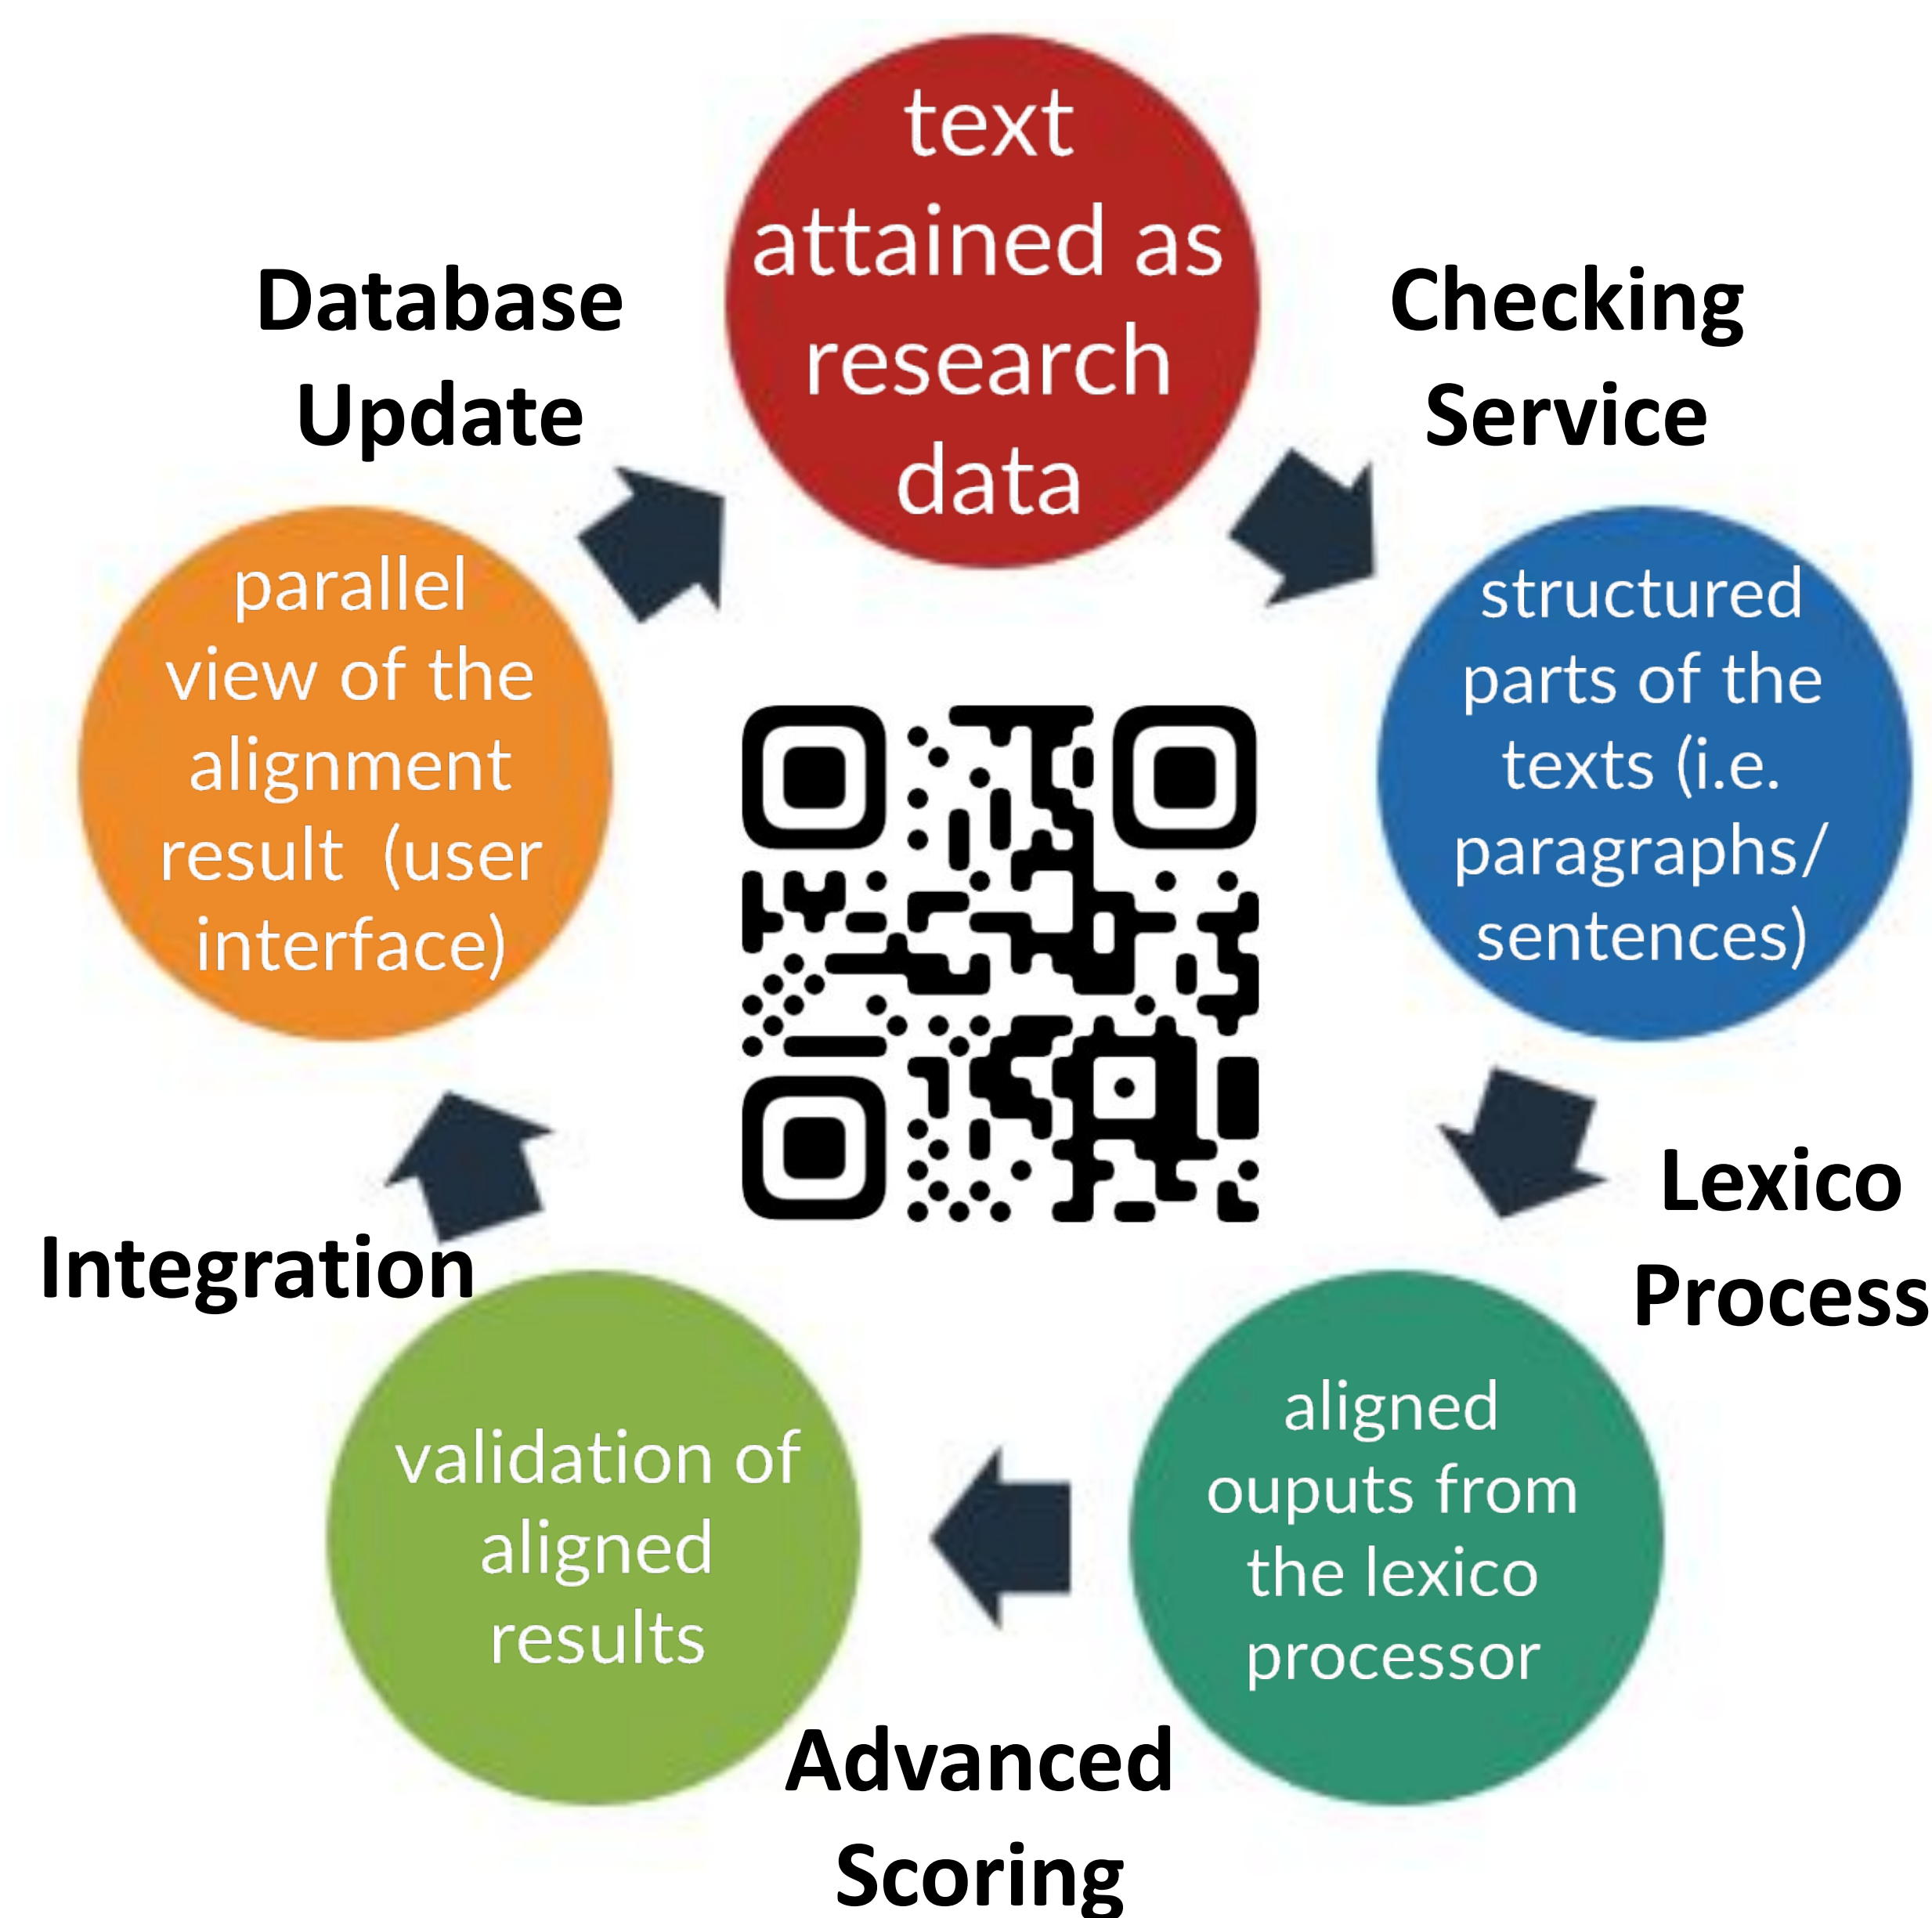 text
attained as
research
data
Checking
Service
structured
parts of the
texts (i.e.
paragraphs/
sentences)
Lexico
Process
aligned
ouputs from
the lexico
processor
Advanced
Scoring
validation of
aligned
results
Integration
parallel
view of the
alignment
result (user
interface)
Database
Update